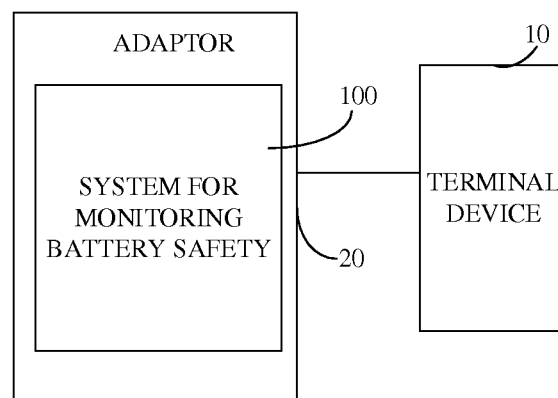 ADAPTOR
10
100
SYSTEM FOR
MONITORING
BATTERY SAFETY
TERMINAL
DEVICE
20